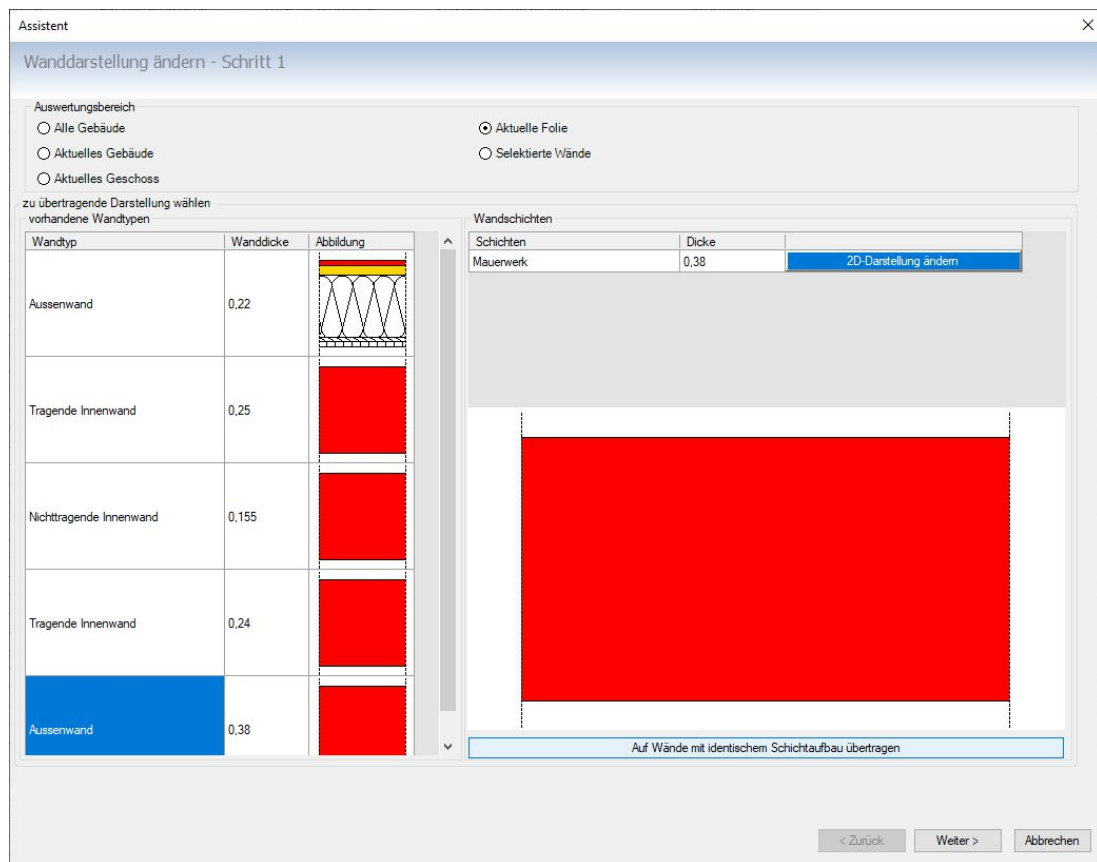 Assistent
Wanddarstellung ändern - Schritt 1
Auswertungsbereich
Alle Gebäude
Aktuelle Folie
Aktuelles Gebäude
Selektierte Wände
Aktuelles Geschoss
zu übertragende Darstellung wählen
vorhandene Wandtypen
Wandtyp Wanddicke Abbildung
Aussenwand 0,22
Tragende Innenwand 0,25
Nichttragende Innenwand 0,155
Tragende Innenwand 0,24
Aussenwand 0,38
Wandschichten
Schichten Dicke
Mauerwerk 0,38 2D-Darstellung ändern
Auf Wände mit identischem Schichtaufbau übertragen
< Zurück Weiter > Abbrechen